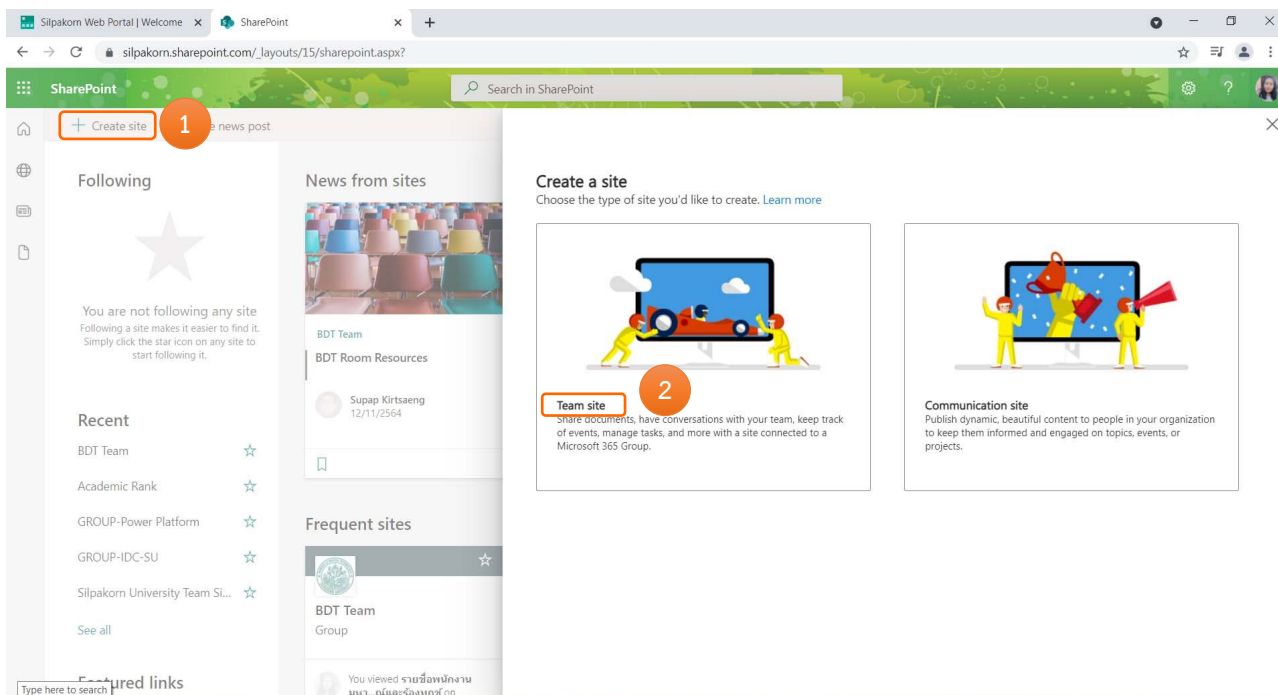 Silpakorn Web Portal | Welcome
SharePoint
silpakorn.sharepoint.com/_layouts/15/sharepoint.aspx?
SharePoint
Search in SharePoint
?
+ Create site
1
news post
Following
You are not following any site
Following a site makes it easier to find it.
Simply click the star icon on any site to
start following it.
Recent
BDT Team
Academic Rank
GROUP-Power Platform
GROUP-IDC-SU
Silpakorn University Team Si...
See all
Featured links
Type here to search
News from sites
BDT Team
BDT Room Resources
Supap Kirtsaeng
12/11/2564
Frequent sites
BDT Team
Group
You viewed รายชื่อพนักงาน
on
Create a site
Choose the type of site you'd like to create. Learn more
2
Team site
Share documents, have conversations with your team, keep track
of events, manage tasks, and more with a site connected to a
Microsoft 365 Group.
Communication site
Publish dynamic, beautiful content to people in your organization
to keep them informed and engaged on topics, events, or
projects.